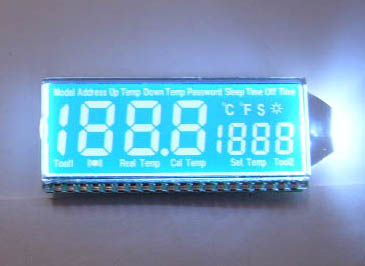 Model Address Up Temp Down Temp Password Sleep Time Off Time
188.8 °C °F S
1888
Tool1 Real Temp Cal Temp Set Temp Tool2